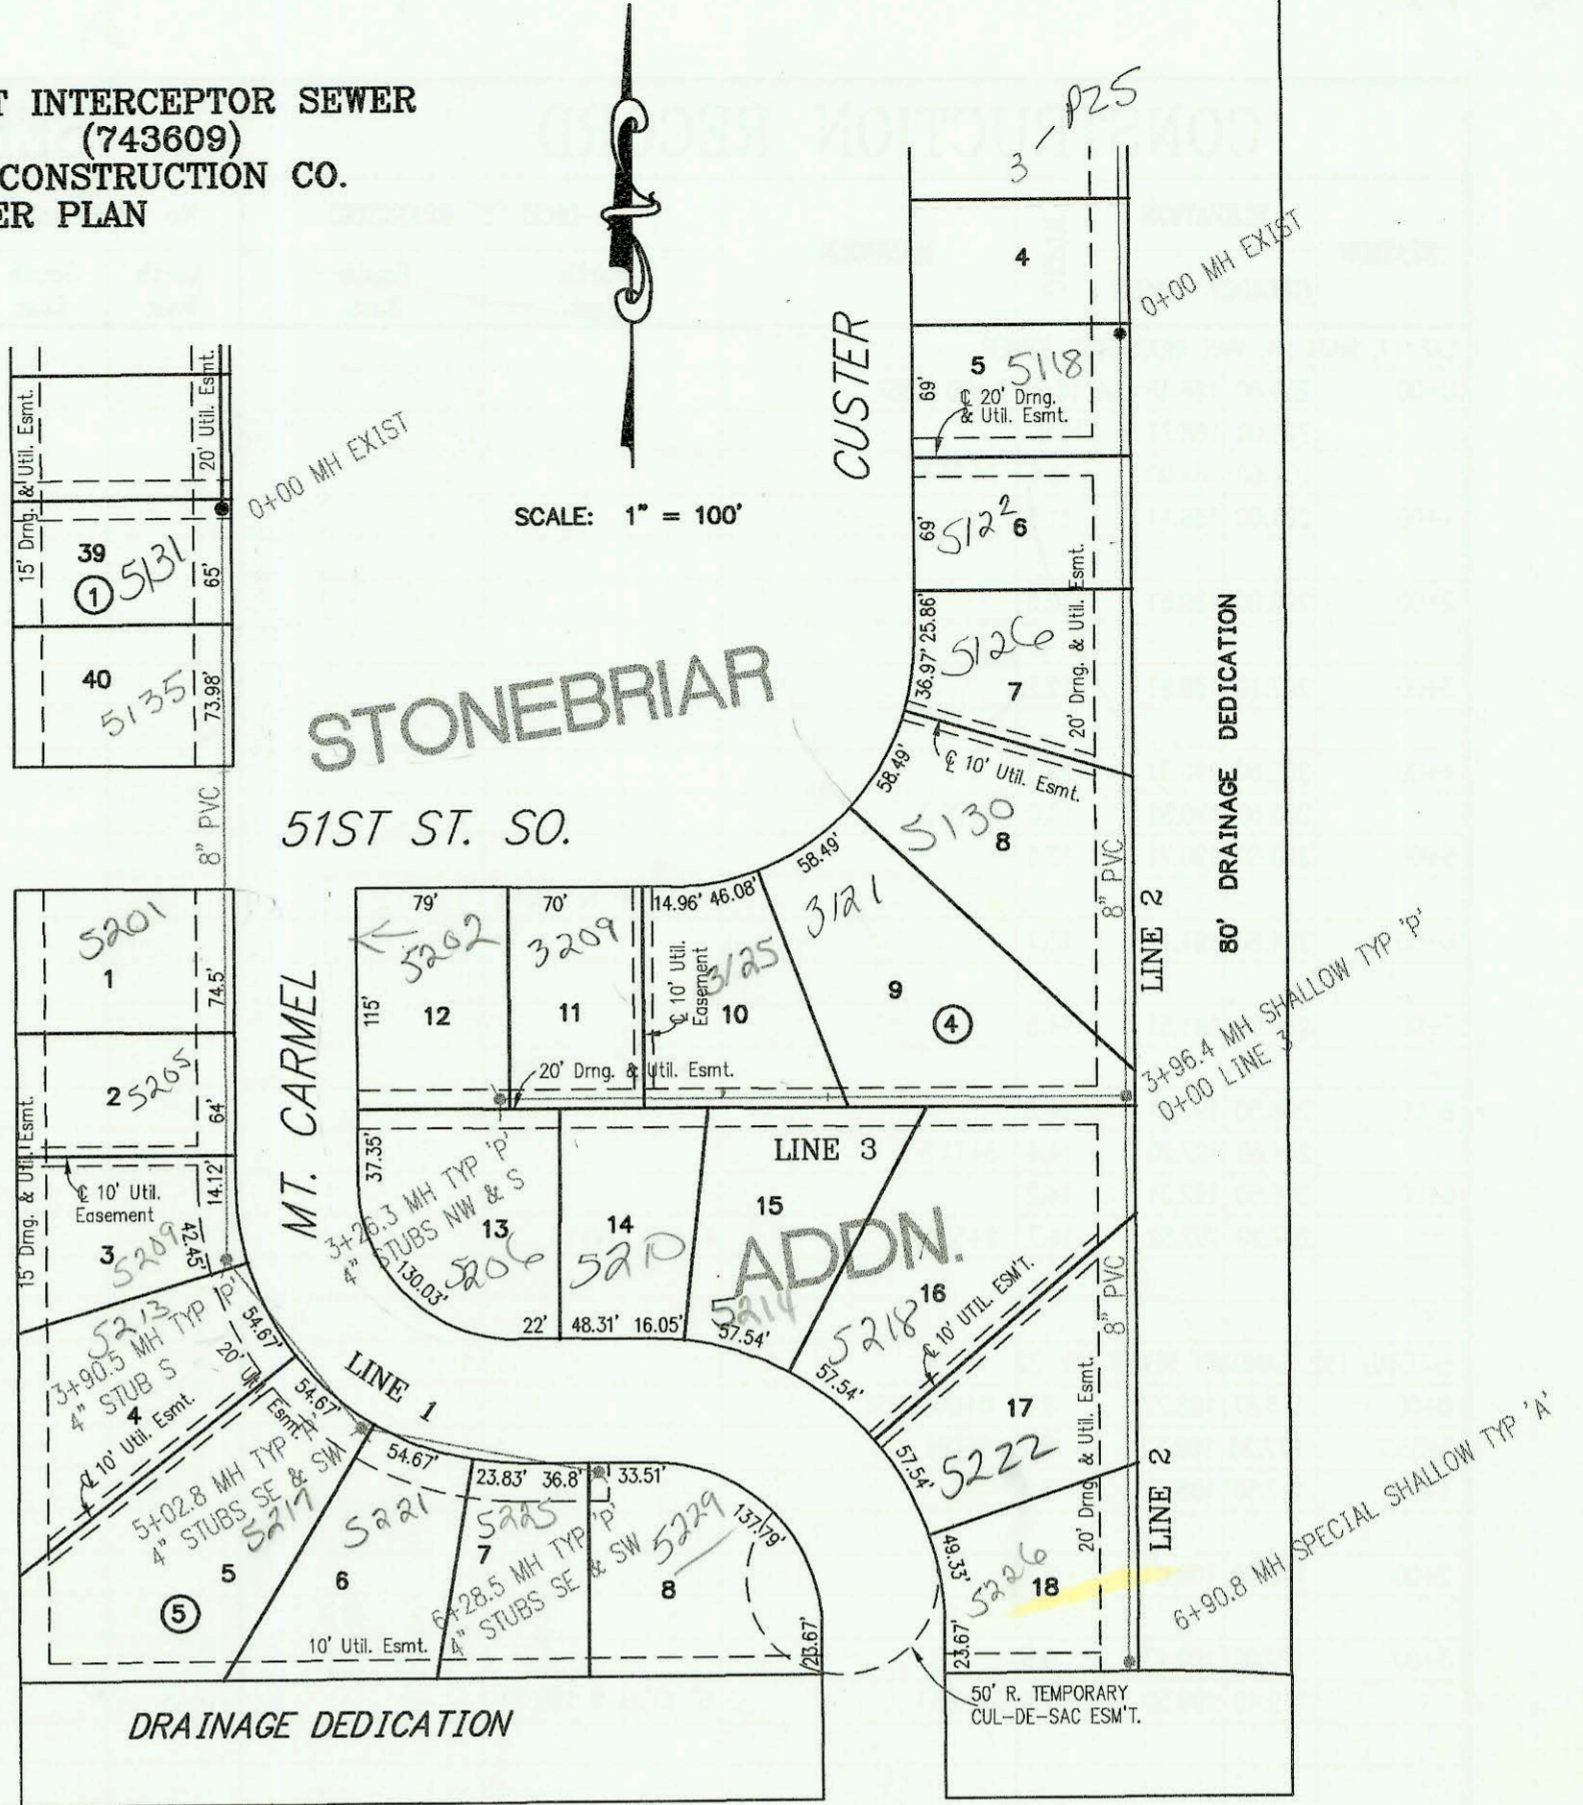 T INTERCEPTOR SEWER
(743609)
CONSTRUCTION CO.
ER PLAN
CONSTRUCTION RECORD
SCALE: 1" = 100'
STONEBRIAR
ADDN.
51ST ST. SO.
CUSTER
MT. CARMEL
15' Drng. & Util. Esmt.
20' Util. Esmt.
0+00 MH EXIST
39
5131
1
65'
40
5135
73.98'
8" PVC
3
P25
4
0+00 MH EXIST
5
5118
69'
℄ 20' Drng.
& Util. Esmt.
69'
5122
6
25.86'
36.97'
5126
7
20' Drng. & Util. Esmt.
℄ 10' Util. Esmt.
58.49'
5130
8
8" PVC
LINE 2
80' DRAINAGE DEDICATION
58.49'
3121
9
4
79'
5202
12
115'
70'
3209
11
14.96'
46.08'
℄ 10' Util.
Easement
3125
10
20' Drng. & Util. Esmt.
3+96.4 MH SHALLOW TYP 'P'
0+00 LINE 3
5201
1
74.5'
2
5205
64'
15' Drng. & Util. Esmt.
℄ 10' Util.
Easement
14.12'
42.45'
3
5209
37.35'
3+26.3 MH TYP 'P'
4" STUBS NW & S
13
5206
130.03'
22'
14
5210
48.31'
16.05'
LINE 3
15
5214
57.54'
16
5218
57.54'
℄ 10' UTIL. ESM'T.
8" PVC
17
5222
57.54'
20' Drng & Util. Esmt.
LINE 2
49.33'
5226
18
23.67'
6+90.8 MH SPECIAL SHALLOW TYP 'A'
50' R. TEMPORARY
CUL-DE-SAC ESM'T.
5213
54.67'
3+90.5 MH TYP 'P'
4" STUB S
20' Util. Esmt.
4
℄ 10' Util. Esmt.
54.67'
LINE 1
5+02.8 MH TYP 'A'
4" STUBS SE & SW
5217
5
5
54.67'
5221
6
10' Util. Esmt.
23.83'
36.8'
5225
7
6+28.5 MH TYP 'P'
4" STUBS SE & SW
33.51'
5229
8
137.79'
23.67'
DRAINAGE DEDICATION